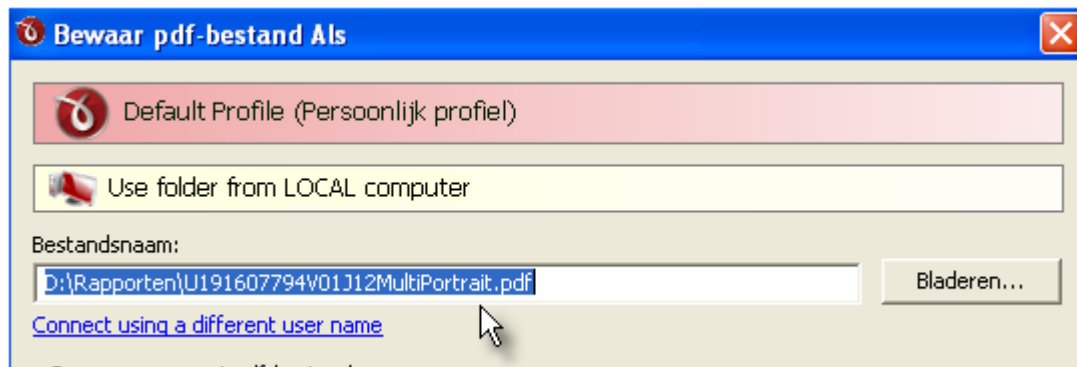 Bewaar pdf-bestand Als
Default Profile (Persoonlijk profiel)
Use folder from LOCAL computer
Bestandsnaam:
D:\Rapporten\U191607794V01J12MultiPortrait.pdf
Bladeren...
Connect using a different user name